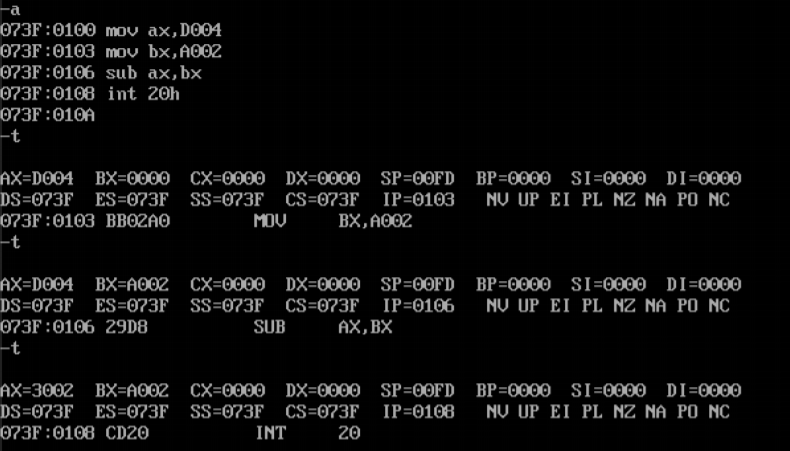 -a
073F:0100 mov ax,D004
073F:0103 mov bx,A002
073F:0106 sub ax,bx
073F:0108 int 20h
073F:010A
-t
AX=D004 BX=0000 CX=0000 DX=0000 SP=00FD BP=0000 SI=0000 DI=0000
DS=073F ES=073F SS=073F CS=073F IP=0103 NV UP EI PL NZ NA PO NC
073F:0103 BB02A0 MOV BX,A002
-t
AX=D004 BX=A002 CX=0000 DX=0000 SP=00FD BP=0000 SI=0000 DI=0000
DS=073F ES=073F SS=073F CS=073F IP=0106 NV UP EI PL NZ NA PO NC
073F:0106 29D8 SUB AX,BX
-t
AX=3002 BX=A002 CX=0000 DX=0000 SP=00FD BP=0000 SI=0000 DI=0000
DS=073F ES=073F SS=073F CS=073F IP=0108 NV UP EI PL NZ NA PO NC
073F:0108 CD20 INT 20